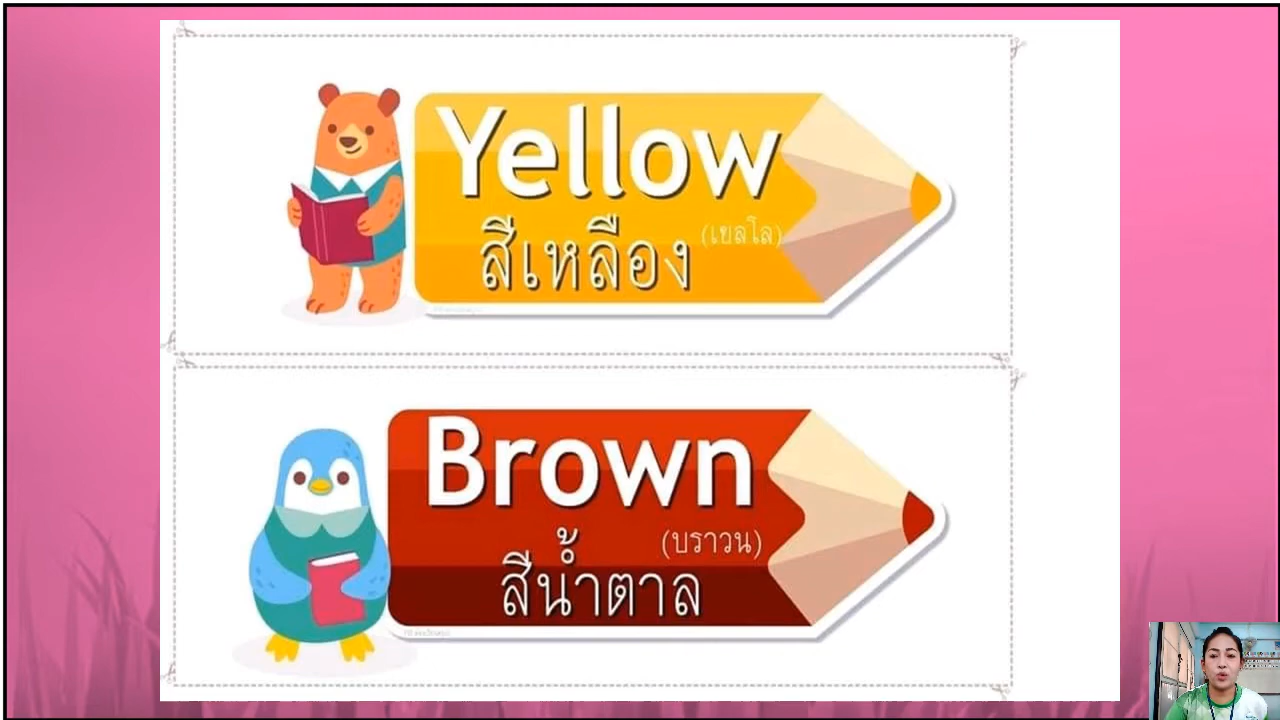 Yellow
สีเหลือง
(เยลโล)
Brown
(บราวน)
สีน้ำตาล